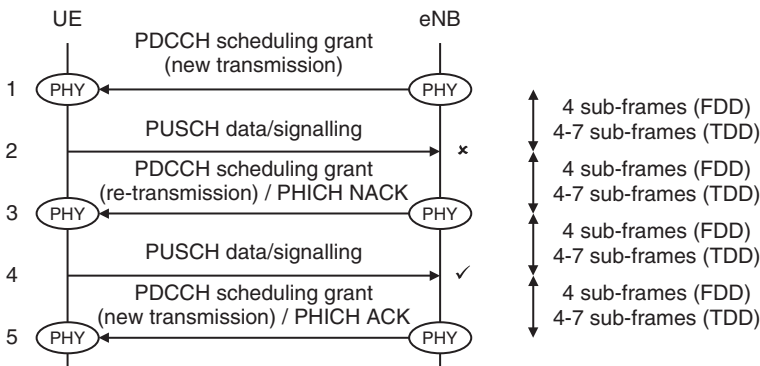 UE eNB
PDCCH scheduling grant
(new transmission)
1 PHY PHY
4 sub-frames (FDD)
4-7 sub-frames (TDD)
PUSCH data/signalling
2 ✘
PDCCH scheduling grant
(re-transmission) / PHICH NACK
4 sub-frames (FDD)
4-7 sub-frames (TDD)
3 PHY PHY
PUSCH data/signalling
4 sub-frames (FDD)
4-7 sub-frames (TDD)
4 ✓
PDCCH scheduling grant
(new transmission) / PHICH ACK
4 sub-frames (FDD)
4-7 sub-frames (TDD)
5 PHY PHY